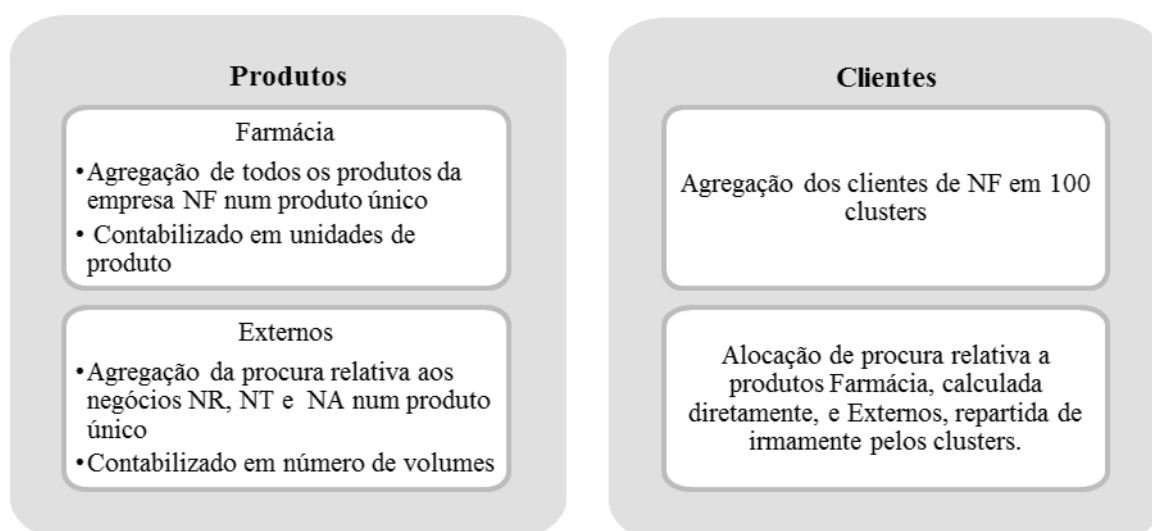 Produtos
Farmácia
•Agregação de todos os produtos da
empresa NF num produto único
• Contabilizado em unidades de
produto
Externos
•Agregação da procura relativa aos
negócios NR, NT e NA num produto
único
•Contabilizado em número de volumes
Clientes
Agregação dos clientes de NF em 100
clusters
Alocação de procura relativa a
produtos Farmácia, calculada
diretamente, e Externos, repartida de
irmamente pelos clusters.